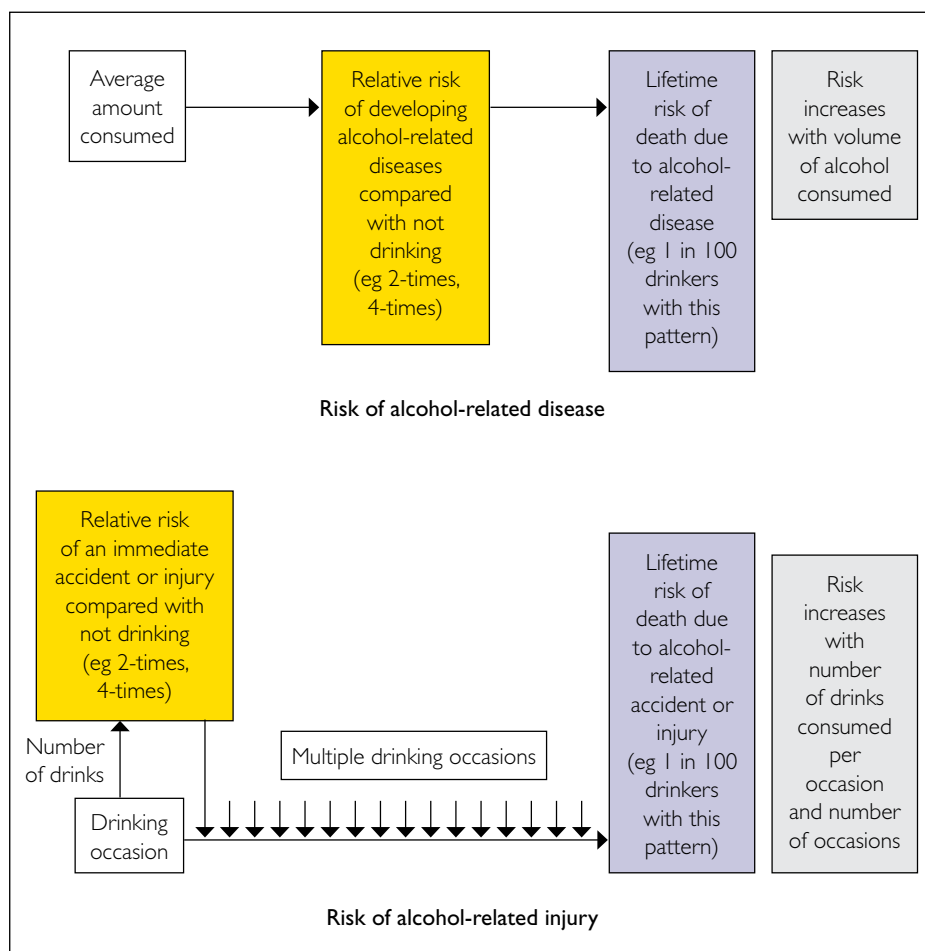 Average
amount
consumed
Relative risk
of developing
alcohol-related
diseases
compared
with not
drinking
(eg 2-times,
4-times)
Lifetime
risk of
death due
to alcohol-
related
disease
(eg 1 in 100
drinkers
with this
pattern)
Risk
increases
with volume
of alcohol
consumed
Risk of alcohol-related disease
Relative risk
of an immediate
accident or injury
compared with
not drinking
(eg 2-times,
4-times)
Number
of drinks
Drinking
occasion
Multiple drinking occasions
Lifetime
risk of
death due
to alcohol-
related
accident or
injury
(eg 1 in 100
drinkers
with this
pattern)
Risk
increases
with
number
of drinks
consumed
per
occasion
and number
of occasions
Risk of alcohol-related injury